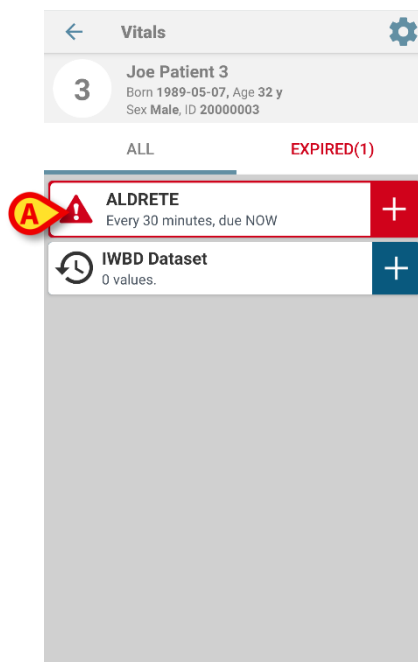 Vitals
3
Joe Patient 3
Born 1989-05-07, Age 32 y
Sex Male, ID 20000003
ALL
EXPIRED(1)
A
ALDRETE
Every 30 minutes, due NOW
IWBD Dataset
0 values.